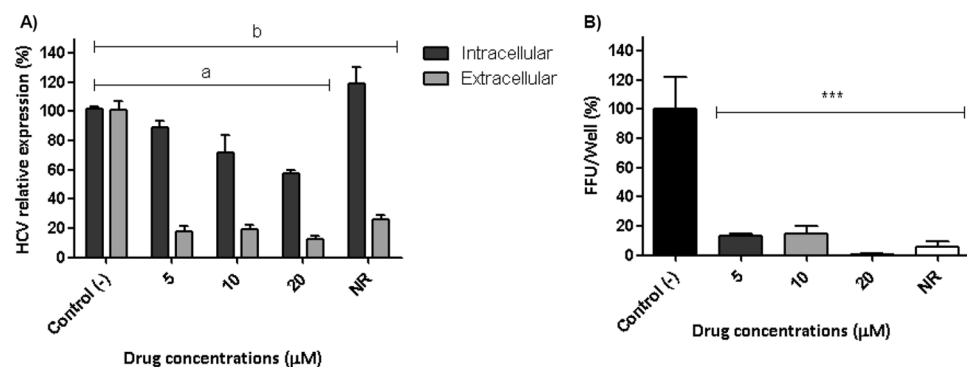 A)
b
a
Intracellular
Extracellular
HCV relative expression (%)
140
120
100
80
60
40
20
0
Control (-)
5
10
20
NR
Drug concentrations (μM)
B)
***
FFU/Well (%)
140
120
100
80
60
40
20
0
Control (-)
5
10
20
NR
Drug concentrations (μM)